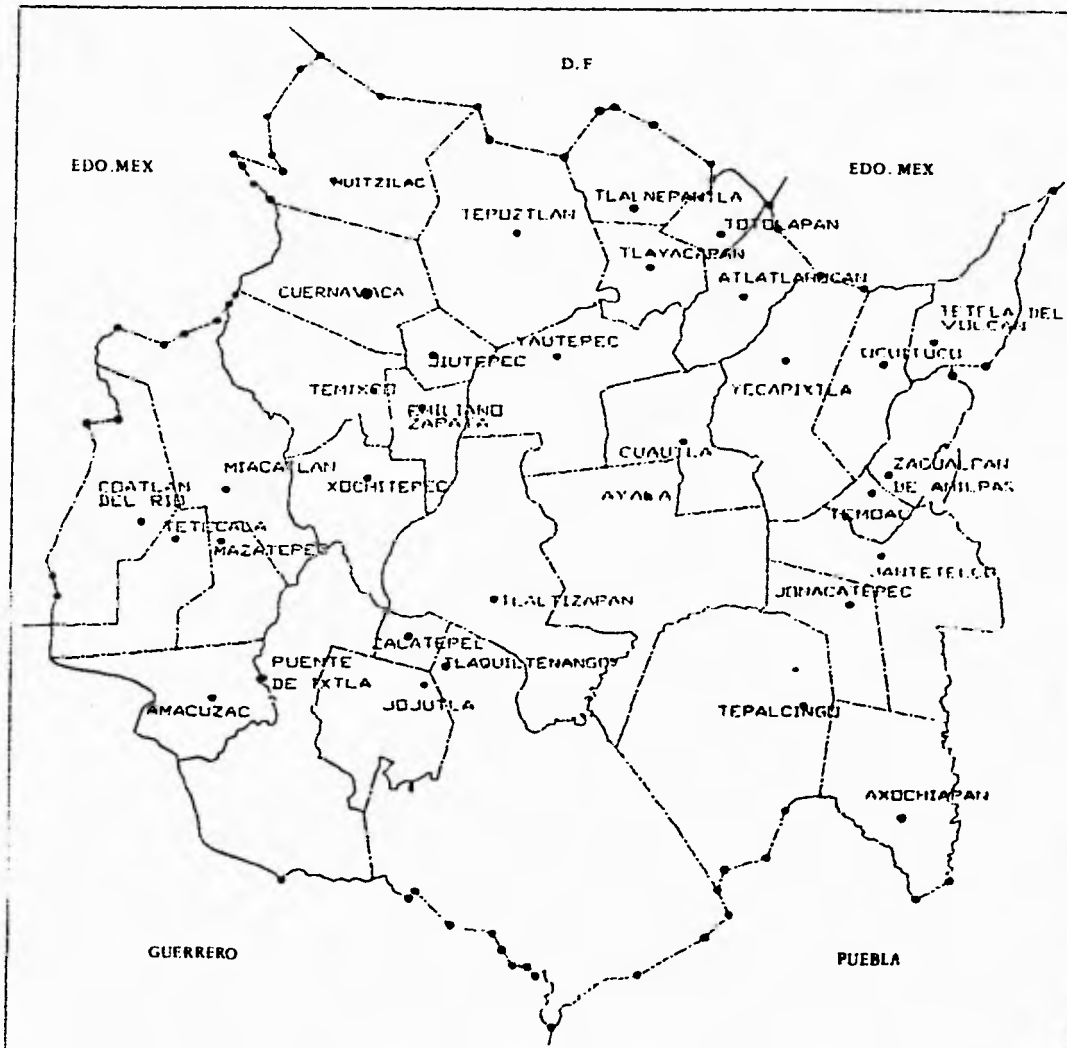 D.F
EDO.MEX
EDO. MEX
HUITZILAC
TLALNEPANTLA
TEPOZTLAN
TOTOLAPAN
TLAYACAPAN
ATLATLAHUCAN
CUERNAVACA
TETELA DEL
VOLCAN
YAUTEPEC
JIUTEPEC
OCUITUCO
TEMIXCO
YECAPIXTLA
EMILIANO
ZAPATA
CUAUTLA
MIACATLAN
ZACUALPAN
DE AMILPAS
XOCHITEPEC
COATLAN
DEL RIO
AYALA
TEMOAC
TETECALA
MAZATEPEC
JANTETELCO
JONACATEPEC
TLALTIZAPAN
ZACATEPEC
PUENTE
DE IXTLA
TLAQUILTENANGO
JOJUTLA
AMACUZAC
TEPALCINGO
AXOCHIAPAN
GUERRERO
PUEBLA